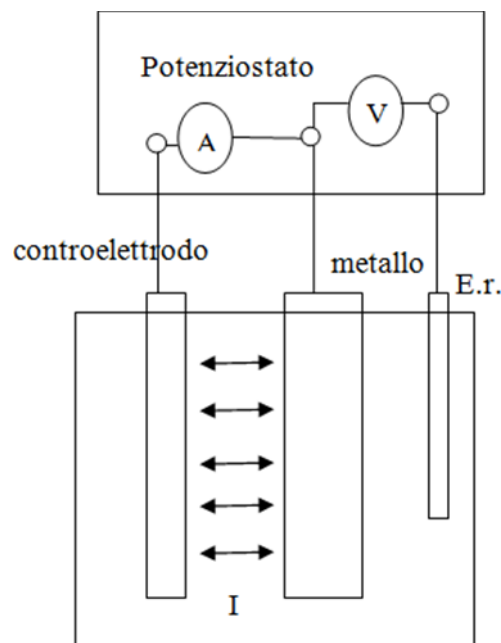 Potenziostato
A
V
controelettrodo
metallo
E.r.
I